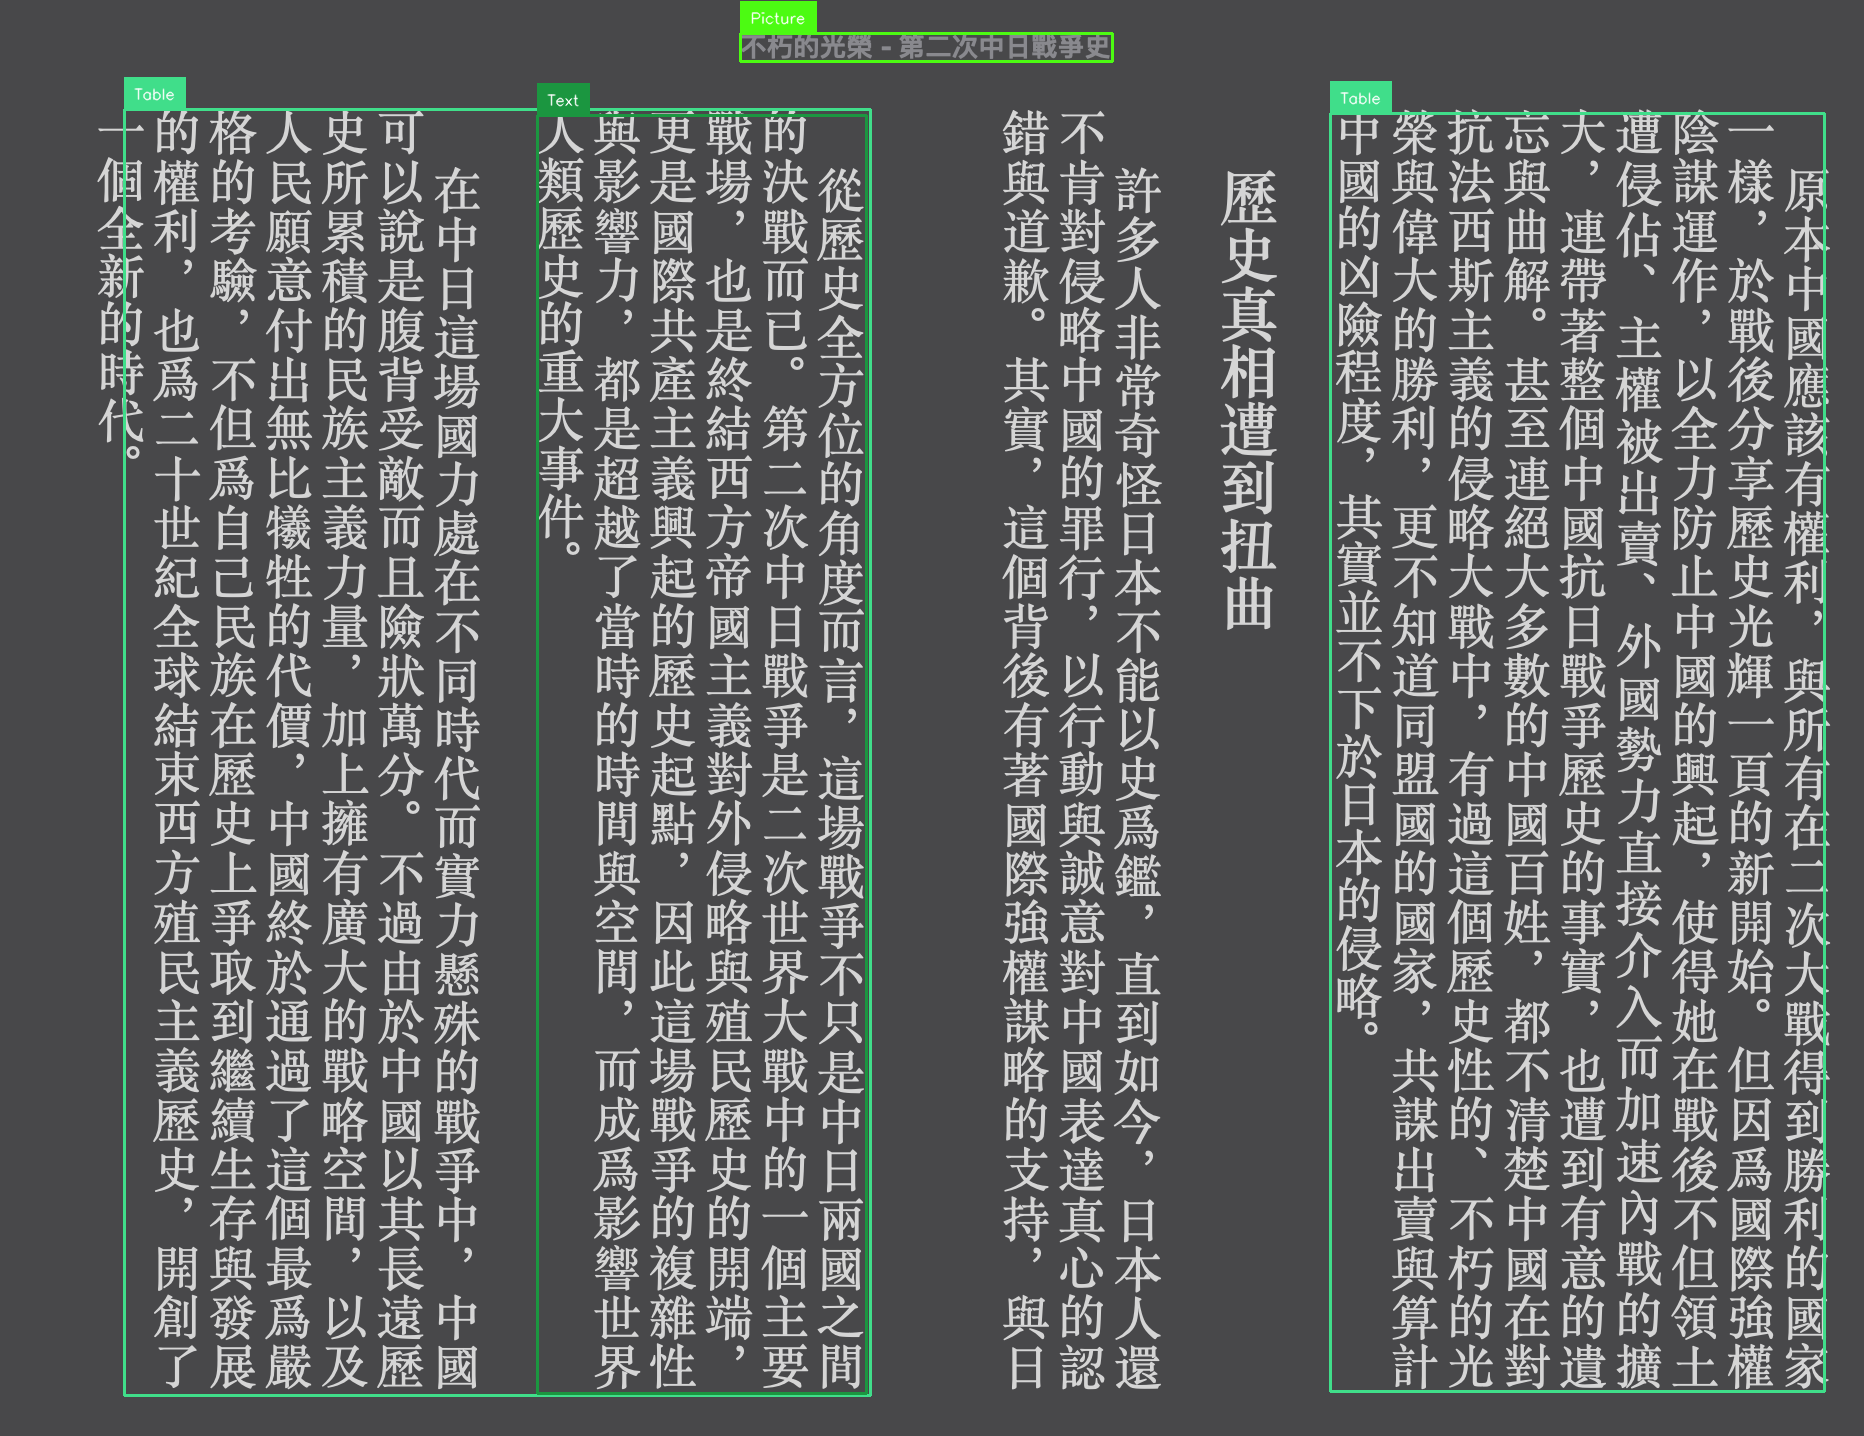 Picture
不朽的光榮 - 第二次中日戰爭史
Table
原本中國應該有權利，與所有在二次大戰得到勝利的國家
一樣，於戰後分享歷史光輝一頁的新開始。但因爲國際強權
陰謀運作，以全力防止中國的興起，使得她在戰後不但領土
遭侵佔、主權被出賣、外國勢力直接介入而加速內戰的擴
大，連帶著整個中國抗日戰爭歷史的事實，也遭到有意的遺
忘與曲解。甚至連絕大多數的中國百姓，都不清楚中國在對
抗法西斯主義的侵略大戰中，有過這個歷史性的、不朽的光
榮與偉大的勝利，更不知道同盟國的國家，共謀出賣與算計
中國的凶險程度，其實並不下於日本的侵略。
歷史真相遭到扭曲
許多人非常奇怪日本不能以史爲鑑，直到如今，日本人還
不肯對侵略中國的罪行，以行動與誠意對中國表達真心的認
錯與道歉。其實，這個背後有著國際強權謀略的支持，與日
Text
從歷史全方位的角度而言，這場戰爭不只是中日兩國之間
的決戰而已。第二次中日戰爭是二次世界大戰中的一個主要
戰場，也是終結西方帝國主義對外侵略與殖民歷史的開端，
更是國際共產主義興起的歷史起點，因此這場戰爭的複雜性
與影響力，都是超越了當時的時間與空間，而成爲影響世界
人類歷史的重大事件。
Table
在中日這場國力處在不同時代而實力懸殊的戰爭中，中國
可以說是腹背受敵而且險狀萬分。不過由於中國以其長遠歷
史所累積的民族主義力量，加上擁有廣大的戰略空間，以及
人民願意付出無比犧牲的代價，中國終於通過了這個最爲嚴
格的考驗，不但爲自己民族在歷史上爭取到繼續生存與發展
的權利，也爲二十世紀全球結束西方殖民主義歷史，開創了
一個全新的時代。